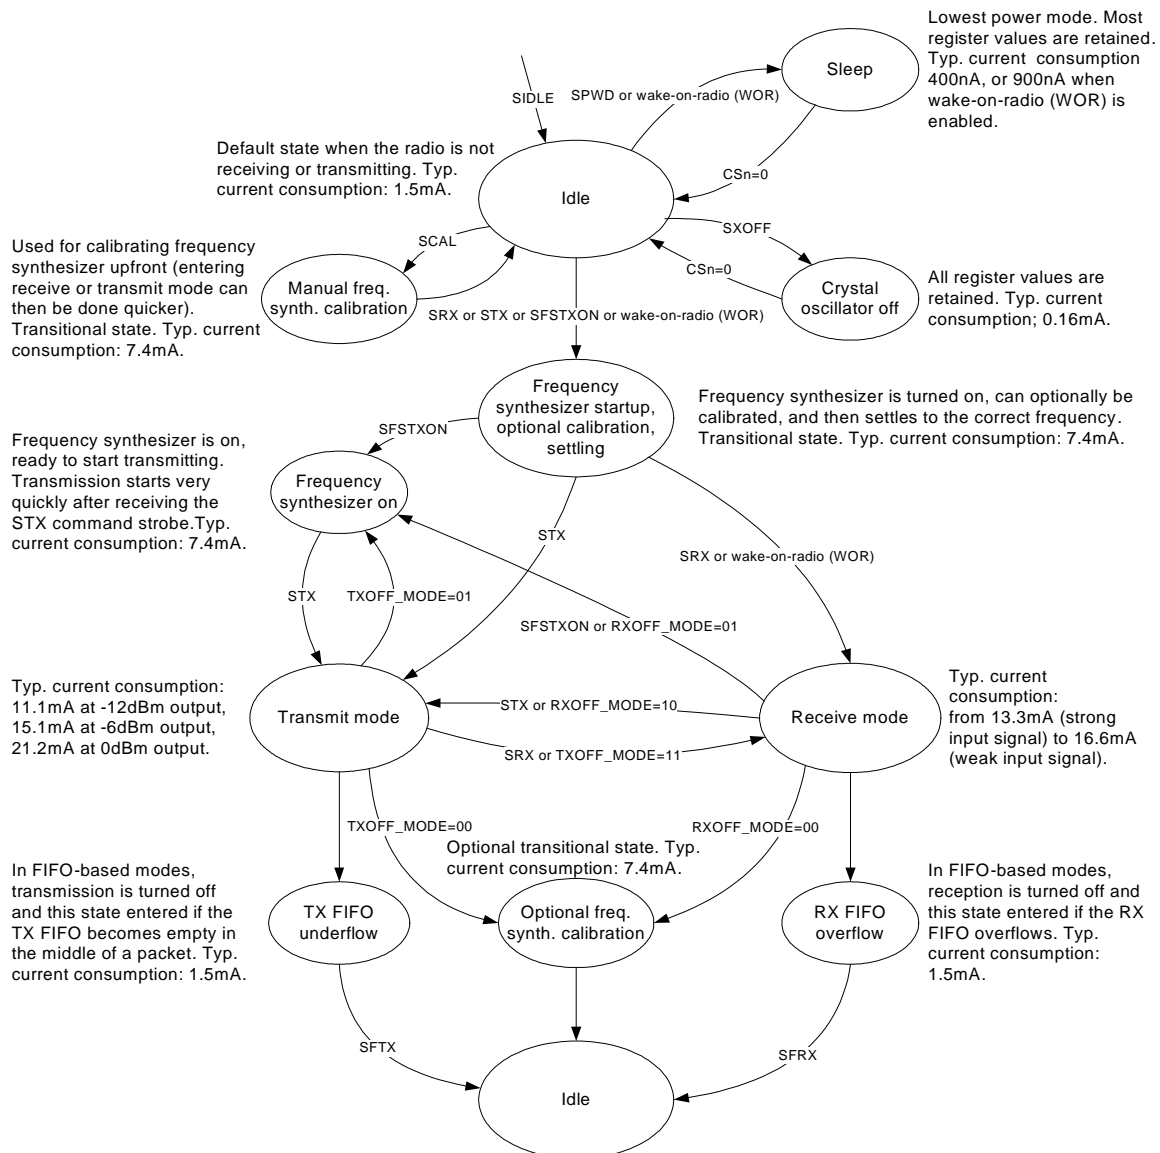 Lowest power mode. Most
register values are retained.
Typ. current consumption
400nA, or 900nA when
wake-on-radio (WOR) is
enabled.
Sleep
SIDLE
SPWD or wake-on-radio (WOR)
Default state when the radio is not
receiving or transmitting. Typ.
current consumption: 1.5mA.
CSn=0
Idle
SXOFF
SCAL
CSn=0
Used for calibrating frequency
synthesizer upfront (entering
receive or transmit mode can
then be done quicker).
Transitional state. Typ. current
consumption: 7.4mA.
Manual freq.
synth. calibration
Crystal
oscillator off
All register values are
retained. Typ. current
consumption; 0.16mA.
SRX or STX or SFSTXON or wake-on-radio (WOR)
Frequency
synthesizer startup,
optional calibration,
settling
Frequency synthesizer is turned on, can optionally be
calibrated, and then settles to the correct frequency.
Transitional state. Typ. current consumption: 7.4mA.
SFSTXON
Frequency synthesizer is on,
ready to start transmitting.
Transmission starts very
quickly after receiving the
STX command strobe.Typ.
current consumption: 7.4mA.
Frequency
synthesizer on
STX
SRX or wake-on-radio (WOR)
STX
TXOFF_MODE=01
SFSTXON or RXOFF_MODE=01
Typ. current consumption:
11.1mA at -12dBm output,
15.1mA at -6dBm output,
21.2mA at 0dBm output.
Transmit mode
STX or RXOFF_MODE=10
SRX or TXOFF_MODE=11
Receive mode
Typ. current
consumption:
from 13.3mA (strong
input signal) to 16.6mA
(weak input signal).
TXOFF_MODE=00
RXOFF_MODE=00
Optional transitional state. Typ.
current consumption: 7.4mA.
In FIFO-based modes,
transmission is turned off
and this state entered if the
TX FIFO becomes empty in
the middle of a packet. Typ.
current consumption: 1.5mA.
TX FIFO
underflow
Optional freq.
synth. calibration
RX FIFO
overflow
In FIFO-based modes,
reception is turned off and
this state entered if the RX
FIFO overflows. Typ.
current consumption:
1.5mA.
SFTX
SFRX
Idle